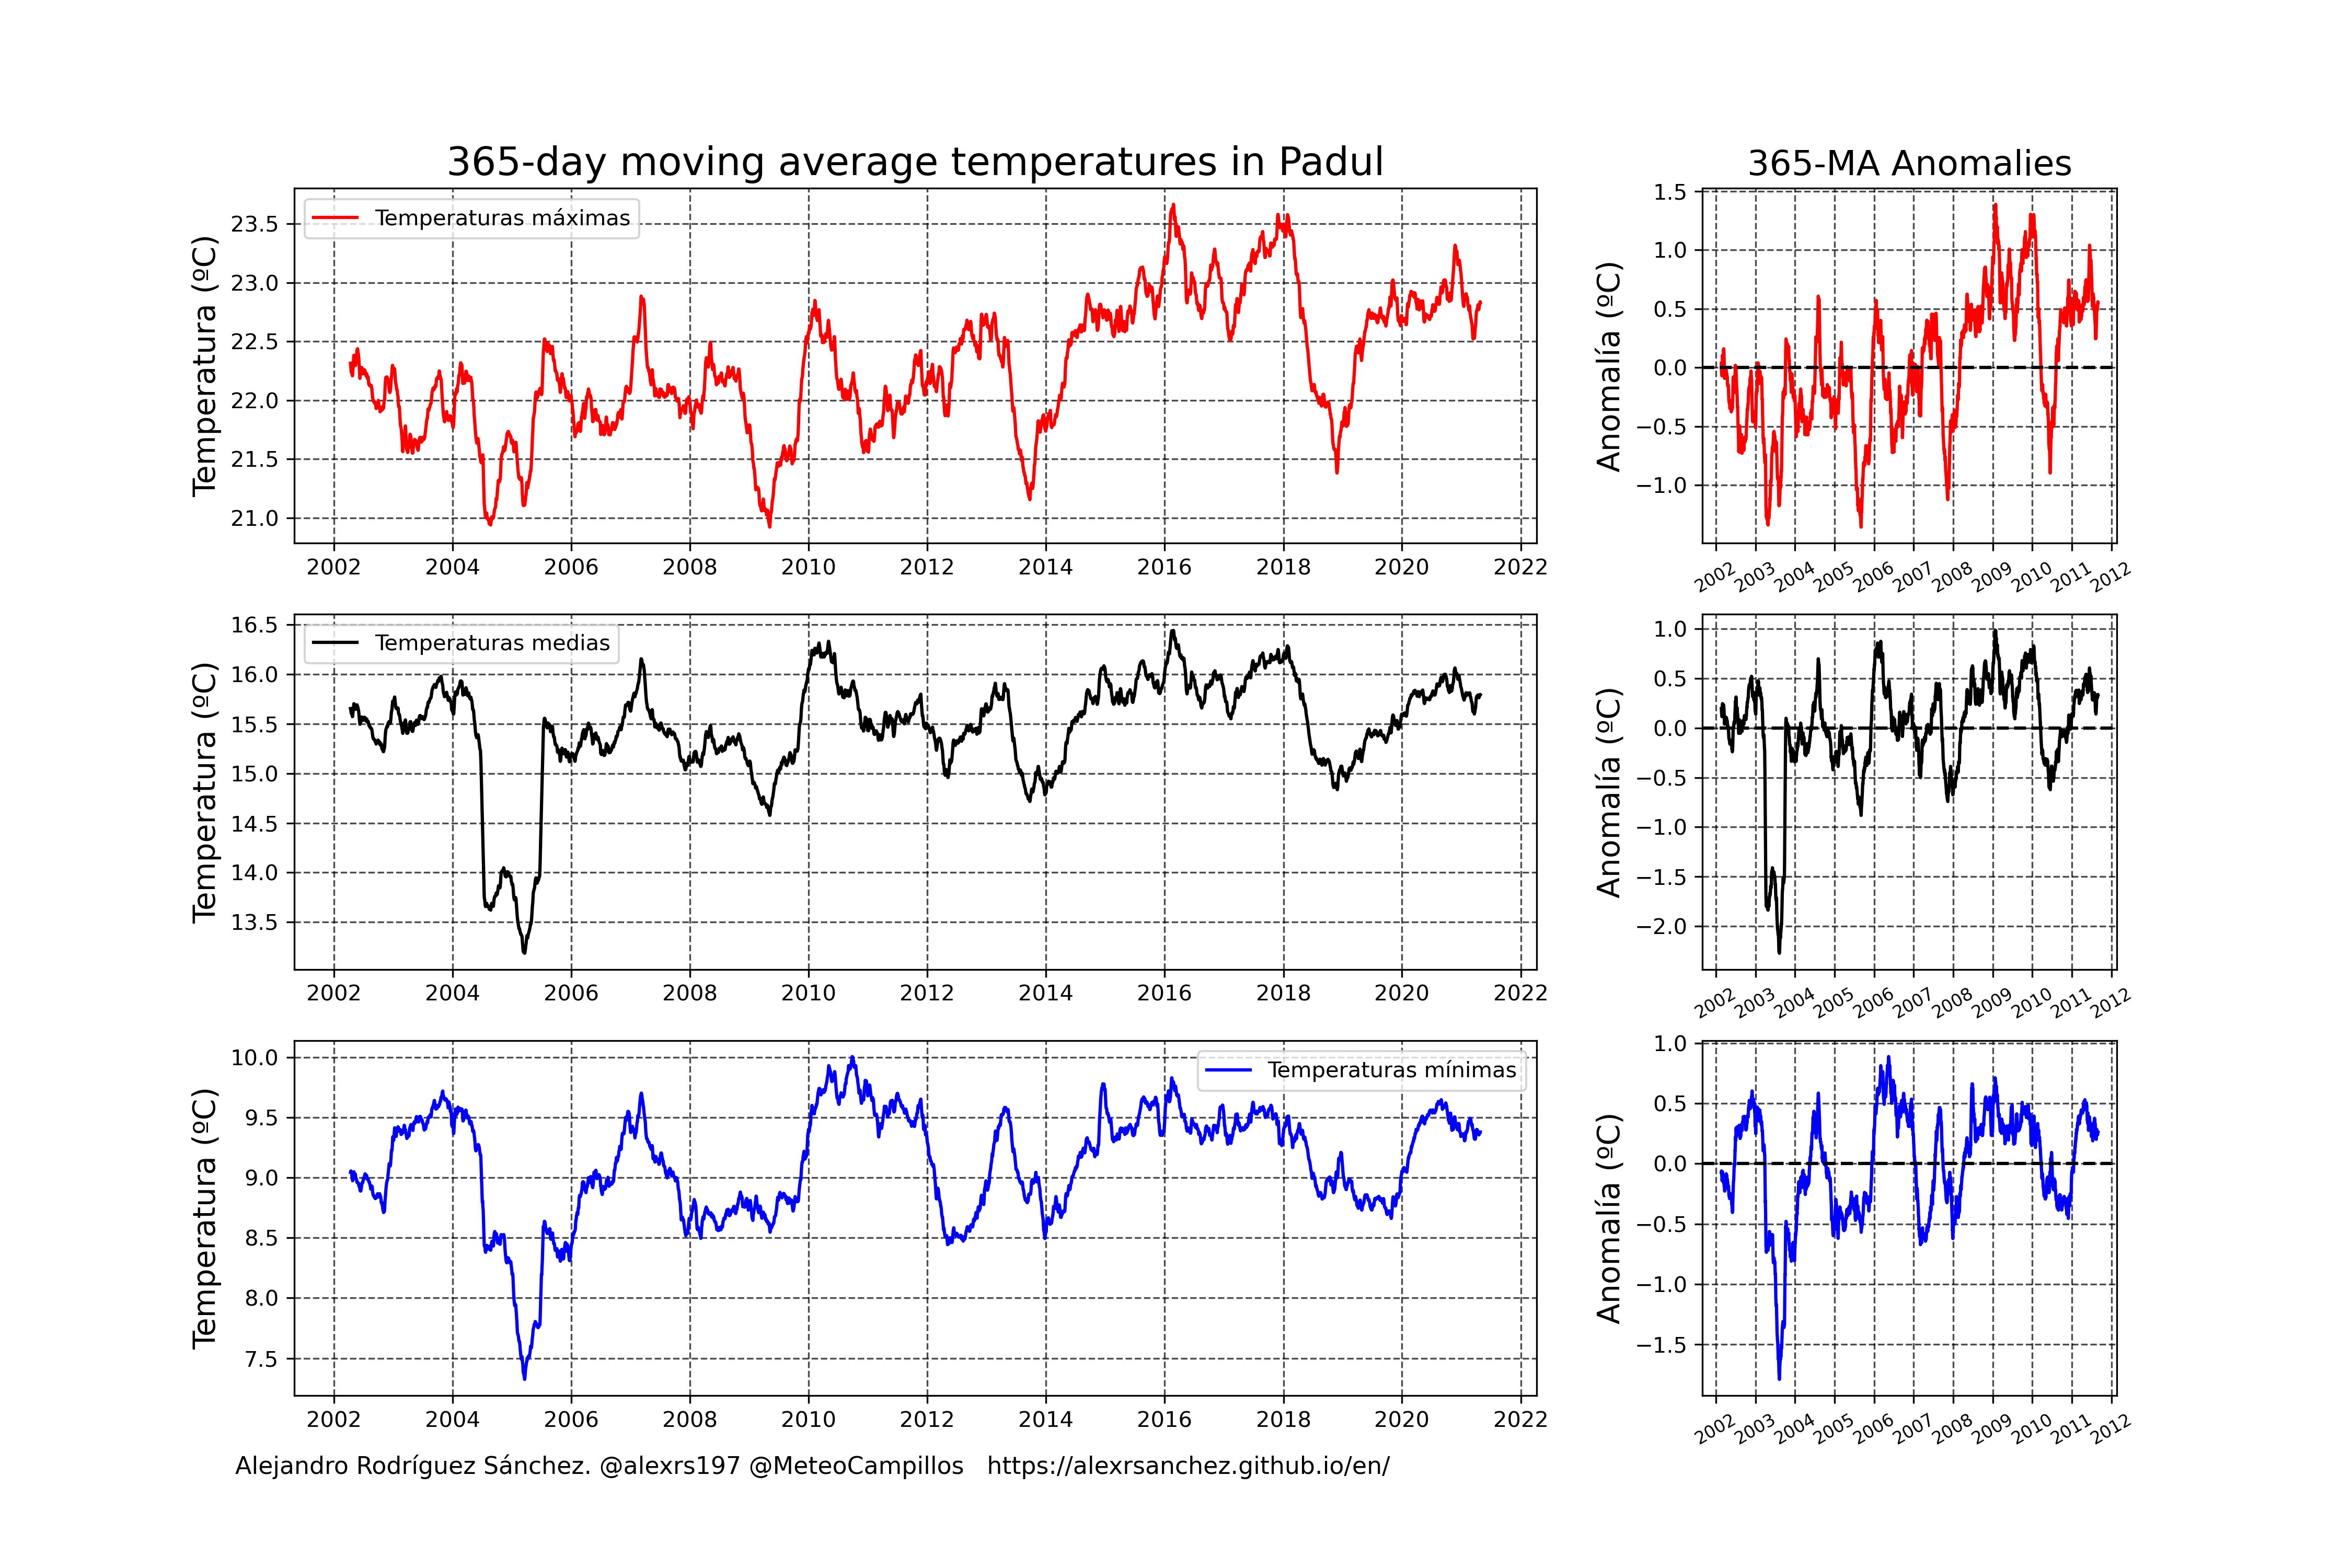 365-day moving average temperatures in Padul
Temperatura (ºC)
23.5
23.0
22.5
22.0
21.5
21.0
Temperaturas máximas
2002 2004 2006 2008 2010 2012 2014 2016 2018 2020 2022
365-MA Anomalies
Anomalía (ºC)
1.5
1.0
0.5
0.0
−0.5
−1.0
2002 2003 2004 2005 2006 2007 2008 2009 2010 2011 2012
Temperatura (ºC)
16.5
16.0
15.5
15.0
14.5
14.0
13.5
Temperaturas medias
2002 2004 2006 2008 2010 2012 2014 2016 2018 2020 2022
Anomalía (ºC)
1.0
0.5
0.0
−0.5
−1.0
−1.5
−2.0
2002 2003 2004 2005 2006 2007 2008 2009 2010 2011 2012
Temperatura (ºC)
10.0
9.5
9.0
8.5
8.0
7.5
Temperaturas mínimas
2002 2004 2006 2008 2010 2012 2014 2016 2018 2020 2022
Anomalía (ºC)
1.0
0.5
0.0
−0.5
−1.0
−1.5
2002 2003 2004 2005 2006 2007 2008 2009 2010 2011 2012
Alejandro Rodríguez Sánchez. @alexrs197 @MeteoCampillos https://alexrsanchez.github.io/en/